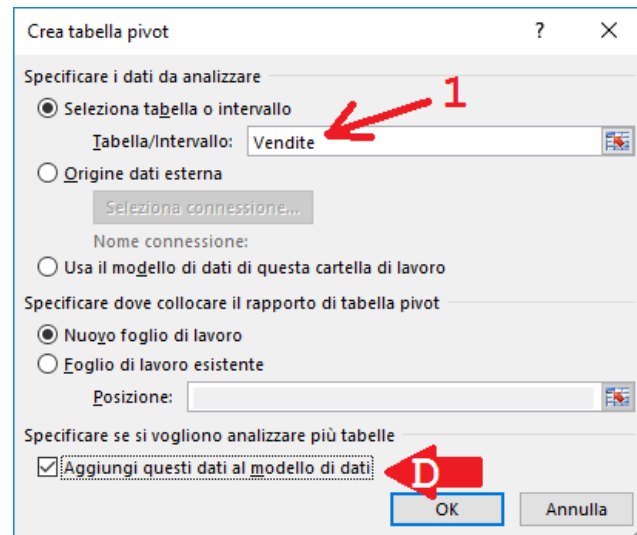 Crea tabella pivot ? ×
Specificare i dati da analizzare
Seleziona tabella o intervallo 1
Tabella/Intervallo: Vendite
Origine dati esterna
Seleziona connessione...
Nome connessione:
Usa il modello di dati di questa cartella di lavoro
Specificare dove collocare il rapporto di tabella pivot
Nuovo foglio di lavoro
Foglio di lavoro esistente
Posizione:
Specificare se si vogliono analizzare più tabelle
Aggiungi questi dati al modello di dati D
OK Annulla